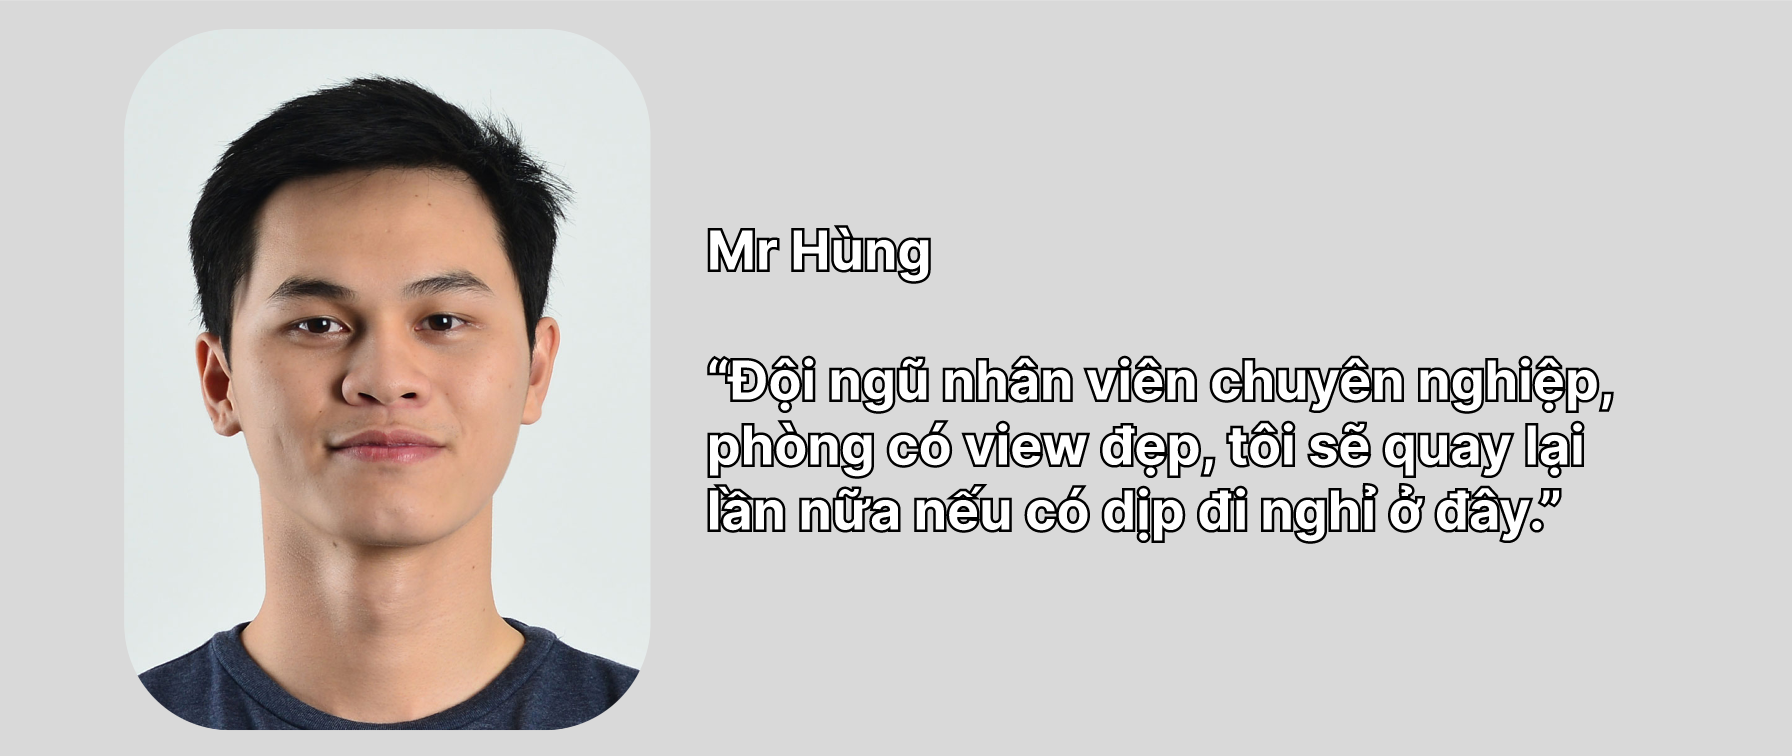 Mr Hùng
“Đội ngũ nhân viên chuyên nghiệp,
phòng có view đẹp, tôi sẽ quay lại
lần nữa nếu có dịp đi nghỉ ở đây.”